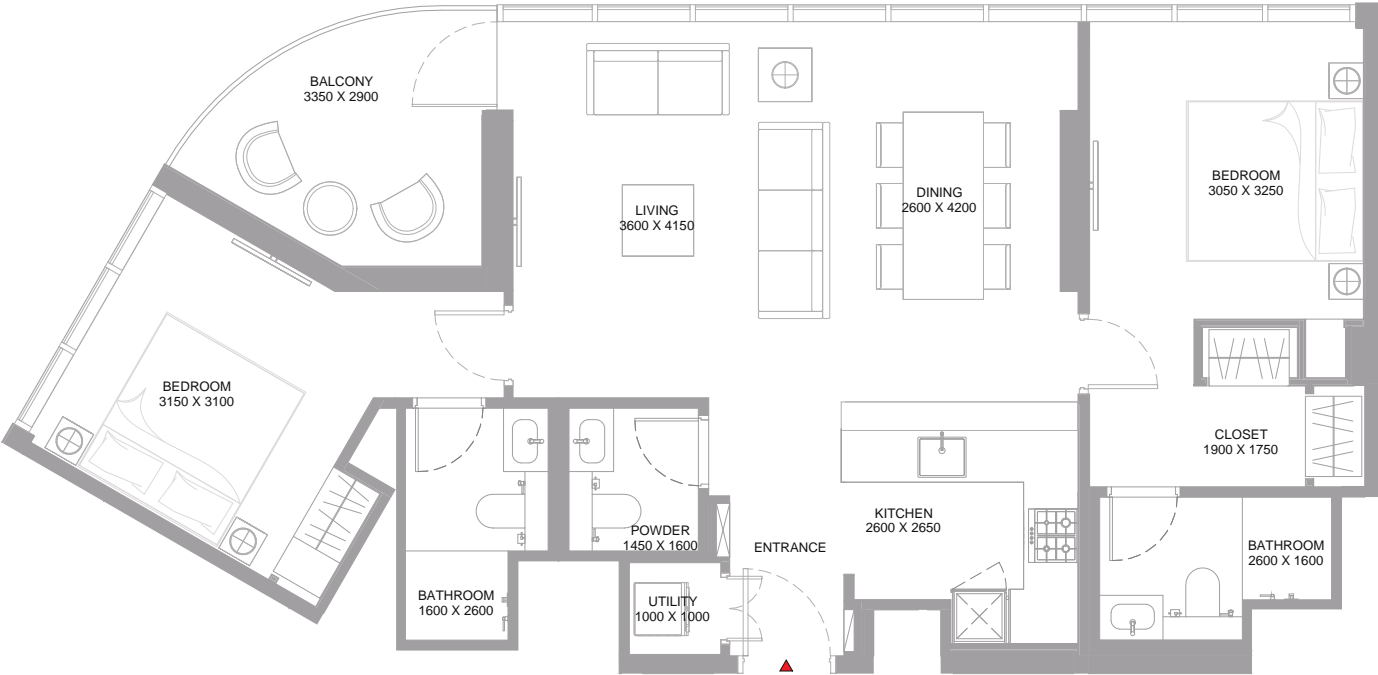 BALCONY
3350 X 2900
LIVING
3600 X 4150
DINING
2600 X 4200
BEDROOM
3050 X 3250
BEDROOM
3150 X 3100
CLOSET
1900 X 1750
KITCHEN
2600 X 2650
POWDER
1450 X 1600
ENTRANCE
BATHROOM
2600 X 1600
BATHROOM
1600 X 2600
UTILITY
1000 X 1000